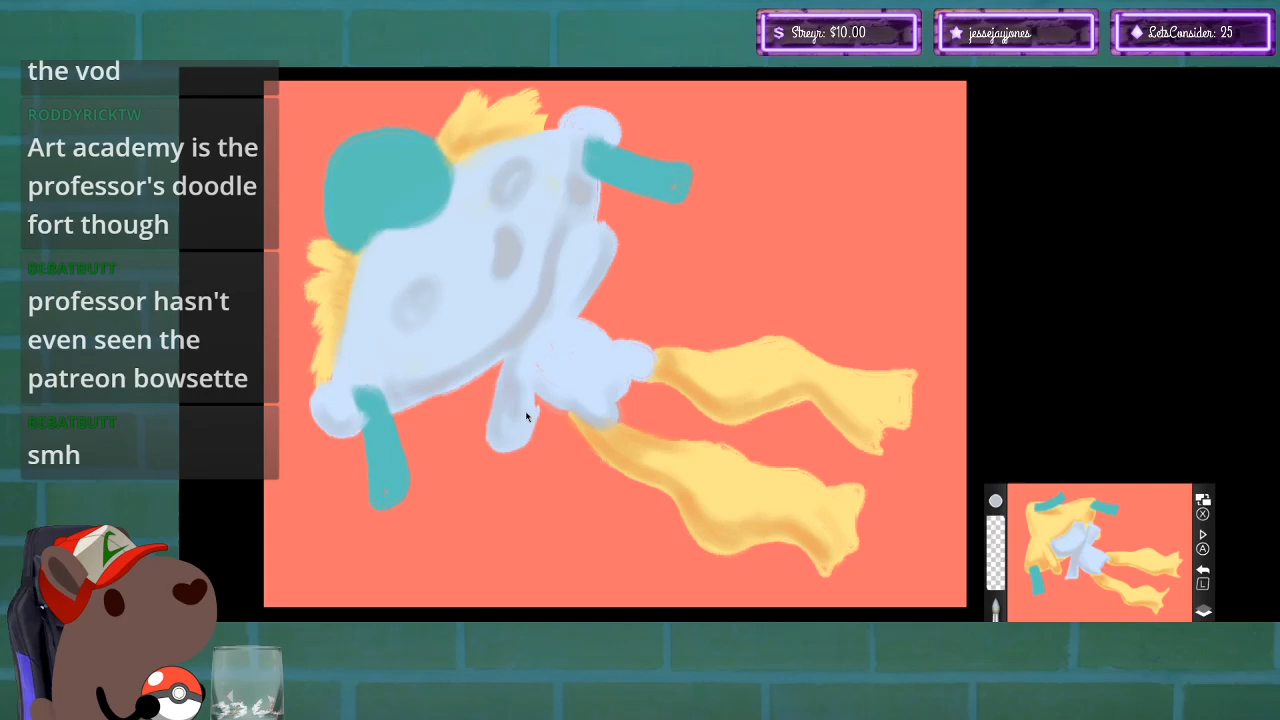 Streyr: $10.00
jessejayjones
LetsConsider: 25
the vod
RODDYRICKTW
Art academy is the
professor's doodle
fort though
BEBATBUTT
professor hasn't
even seen the
patreon bowsette
BEBATBUTT
smh
X
A
L